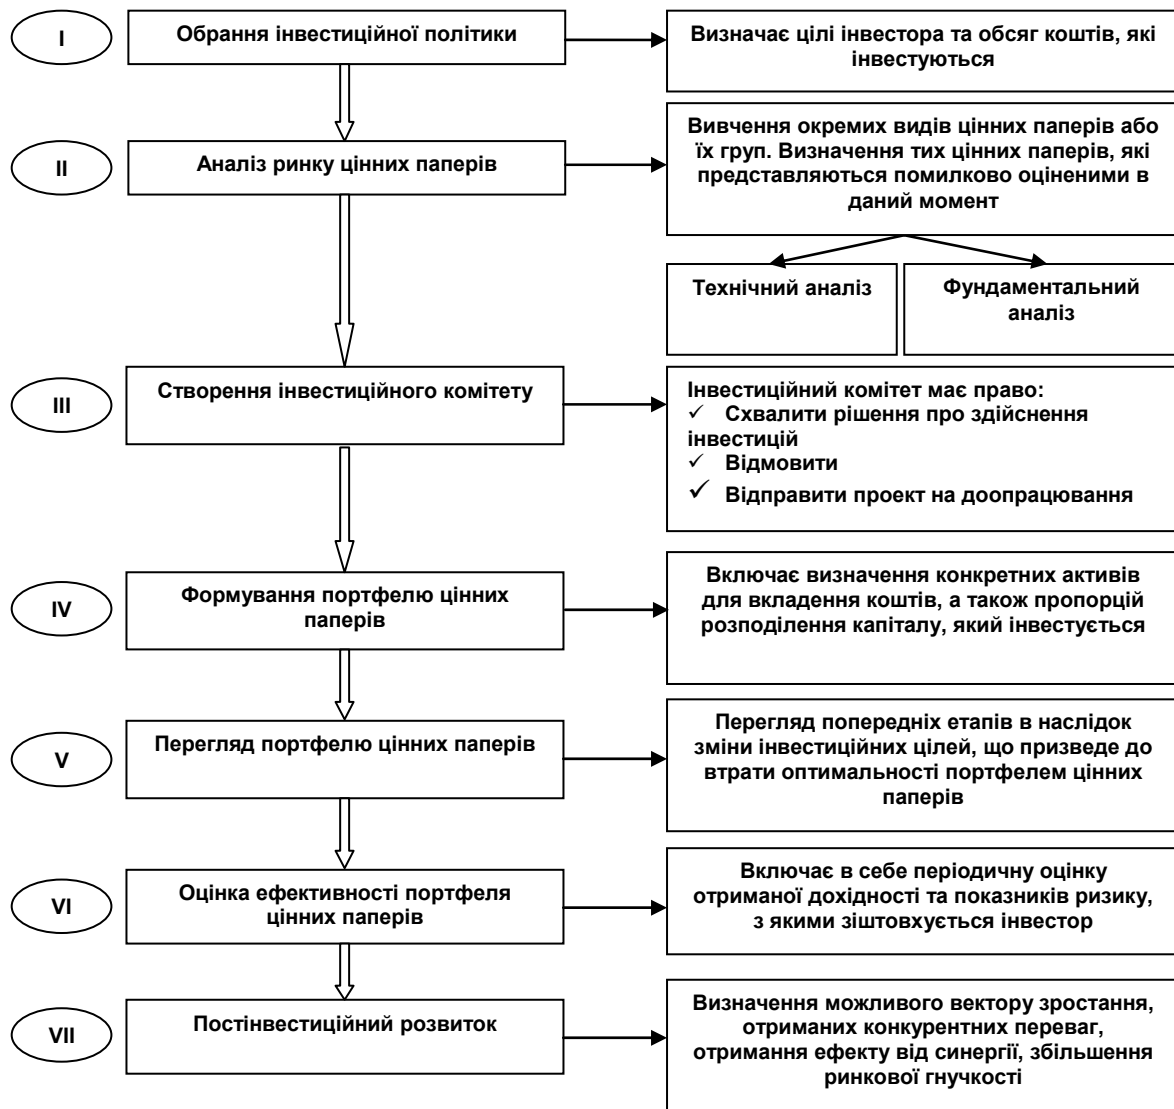 I
Обрання інвестиційної політики
Визначає цілі інвестора та обсяг коштів, які
інвестуються
II
Аналіз ринку цінних паперів
Вивчення окремих видів цінних паперів або
їх груп. Визначення тих цінних паперів, які
представляються помилково оціненими в
даний момент
Технічний аналіз
Фундаментальний
аналіз
III
Створення інвестиційного комітету
Інвестиційний комітет має право:
✓ Схвалити рішення про здійснення
інвестицій
✓ Відмовити
✓ Відправити проект на доопрацювання
IV
Формування портфелю цінних
паперів
Включає визначення конкретних активів
для вкладення коштів, а також пропорцій
розподілення капіталу, який інвестується
V
Перегляд портфелю цінних паперів
Перегляд попередніх етапів в наслідок
зміни інвестиційних цілей, що призведе до
втрати оптимальності портфелем цінних
паперів
VI
Оцінка ефективності портфеля
цінних паперів
Включає в себе періодичну оцінку
отриманої дохідності та показників ризику,
з якими зіштовхується інвестор
VII
Постінвестиційний розвиток
Визначення можливого вектору зростання,
отриманих конкурентних переваг,
отримання ефекту від синергії, збільшення
ринкової гнучкості